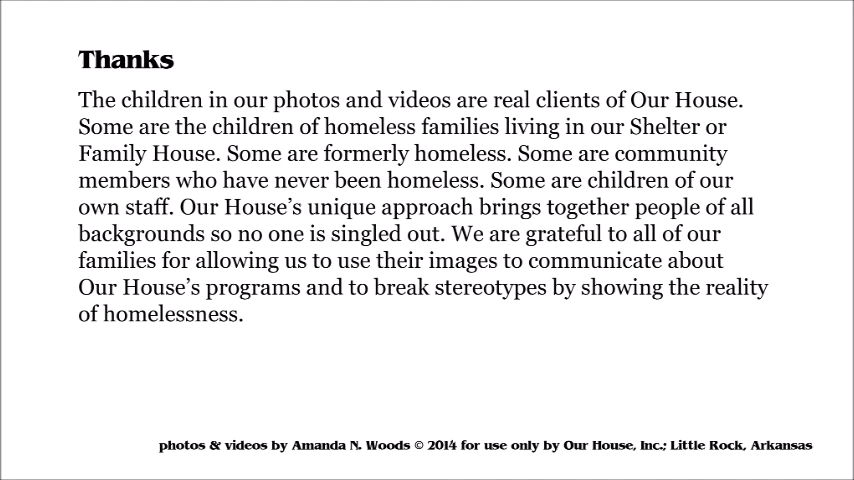 Thanks
The children in our photos and videos are real clients of Our House.
Some are the children of homeless families living in our Shelter or
Family House. Some are formerly homeless. Some are community
members who have never been homeless. Some are children of our
own staff. Our House’s unique approach brings together people of all
backgrounds so no one is singled out. We are grateful to all of our
families for allowing us to use their images to communicate about
Our House’s programs and to break stereotypes by showing the reality
of homelessness.
photos & videos by Amanda N. Woods © 2014 for use only by Our House, Inc.; Little Rock, Arkansas